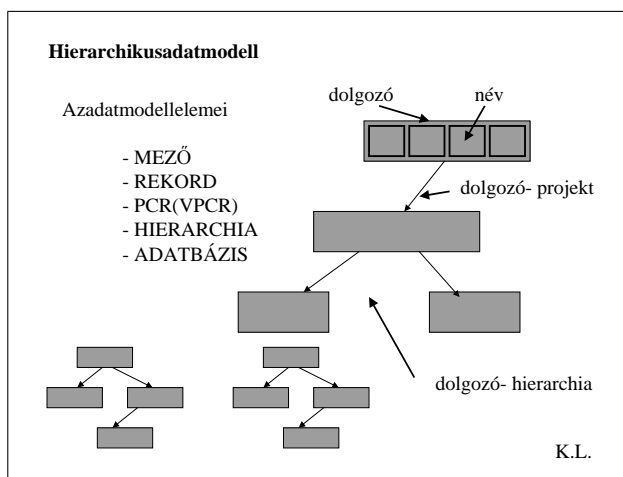 Hierarchikusadatmodell
Azadatmodellelemei
- MEZŐ
- REKORD
- PCR(VPCR)
- HIERARCHIA
- ADATBÁZIS
dolgozó
név
dolgozó- projekt
dolgozó- hierarchia
K.L.